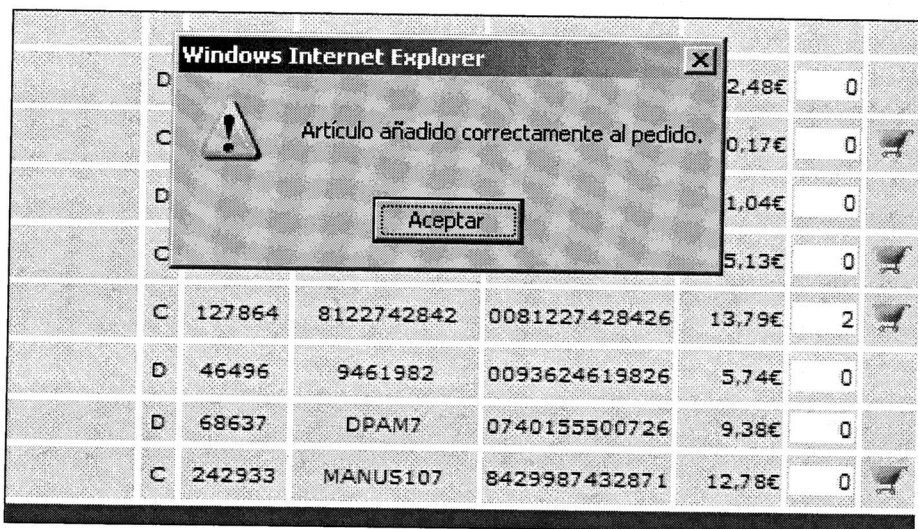 Windows Internet Explorer
D 2,48€ 0
Artículo añadido correctamente al pedido.
C 0,17€ 0
D 1,04€ 0
Aceptar
C 5,13€ 0
C 127864 8122742842 0081227428426 13,79€ 2
D 46496 9461982 0093624619826 5,74€ 0
D 68637 DPAM7 0740155500726 9,38€ 0
C 242933 MANUS107 8429987432871 12,78€ 0